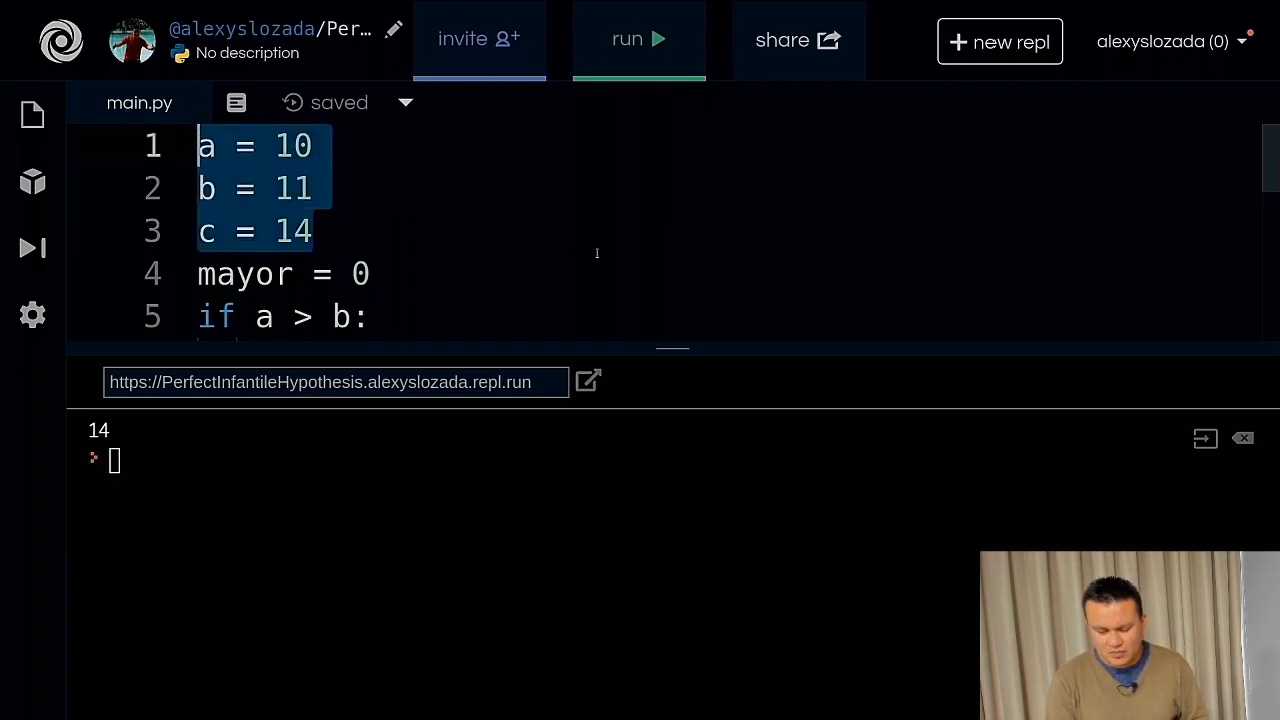 @alexyslozada/Per...
No description
invite
run
share
+ new repl
alexyslozada (0)
main.py
saved
1 a = 10
2 b = 11
3 c = 14
4 mayor = 0
5 if a > b:
https://PerfectInfantileHypothesis.alexyslozada.repl.run
14